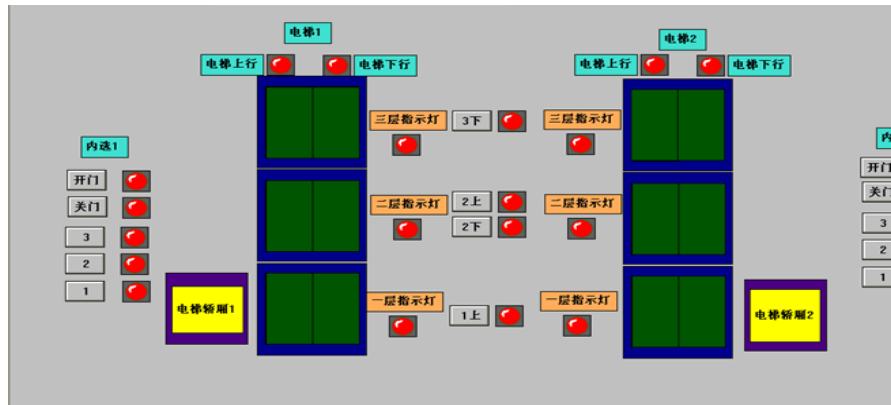 电梯1
电梯2
电梯上行
电梯下行
电梯上行
电梯下行
三层指示灯
3下
三层指示灯
内选1
内
开门
开门
关门
关门
二层指示灯
2上
二层指示灯
2下
3
3
2
2
1
1
电梯轿厢1
一层指示灯
1上
一层指示灯
电梯轿厢2